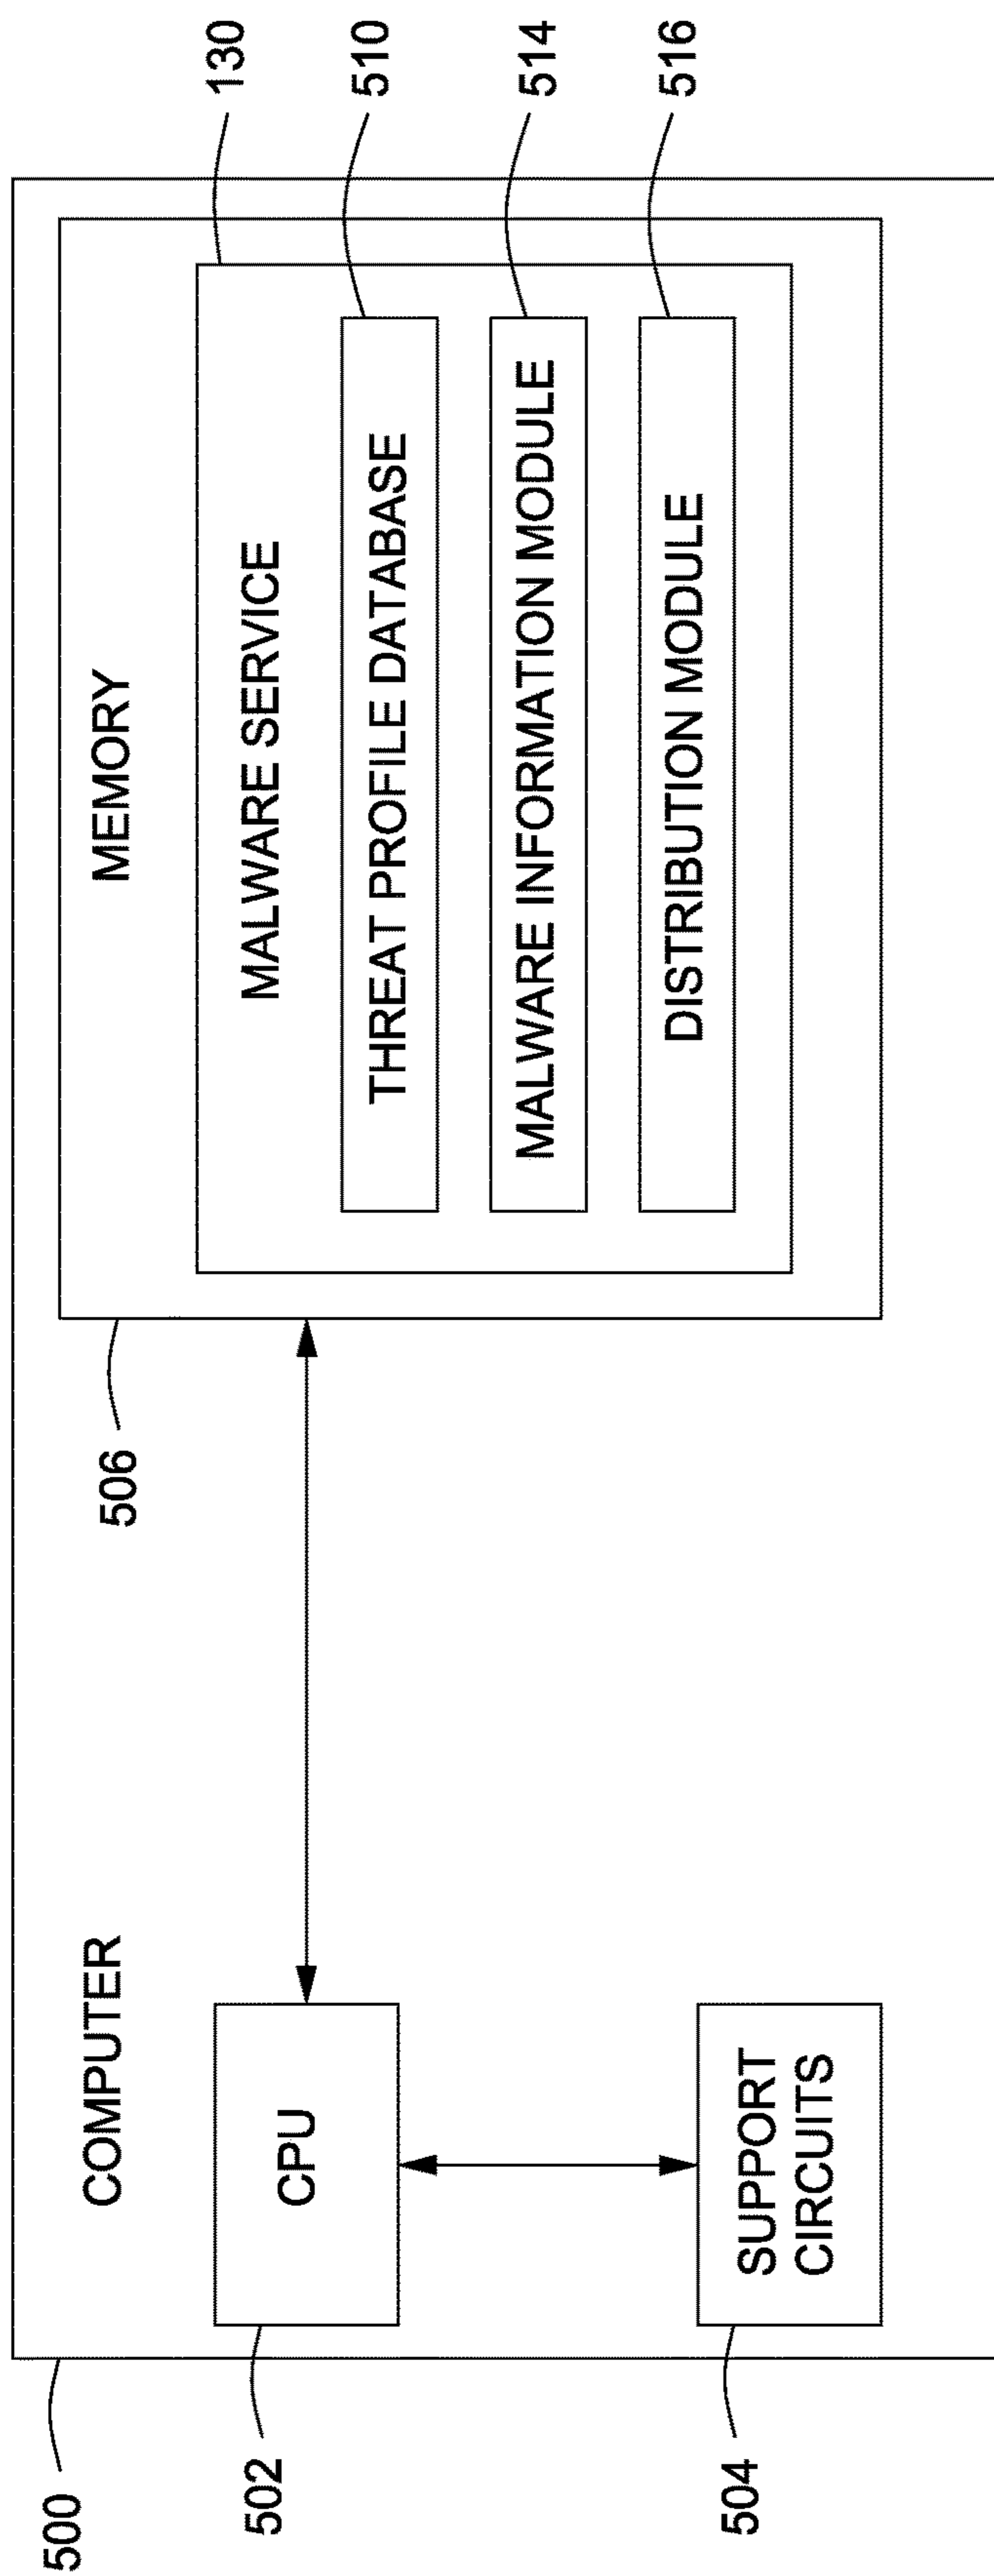 500
COMPUTER
502
CPU
504
SUPPORT
CIRCUITS
506
MEMORY
130
MALWARE SERVICE
510
THREAT PROFILE DATABASE
514
MALWARE INFORMATION MODULE
516
DISTRIBUTION MODULE